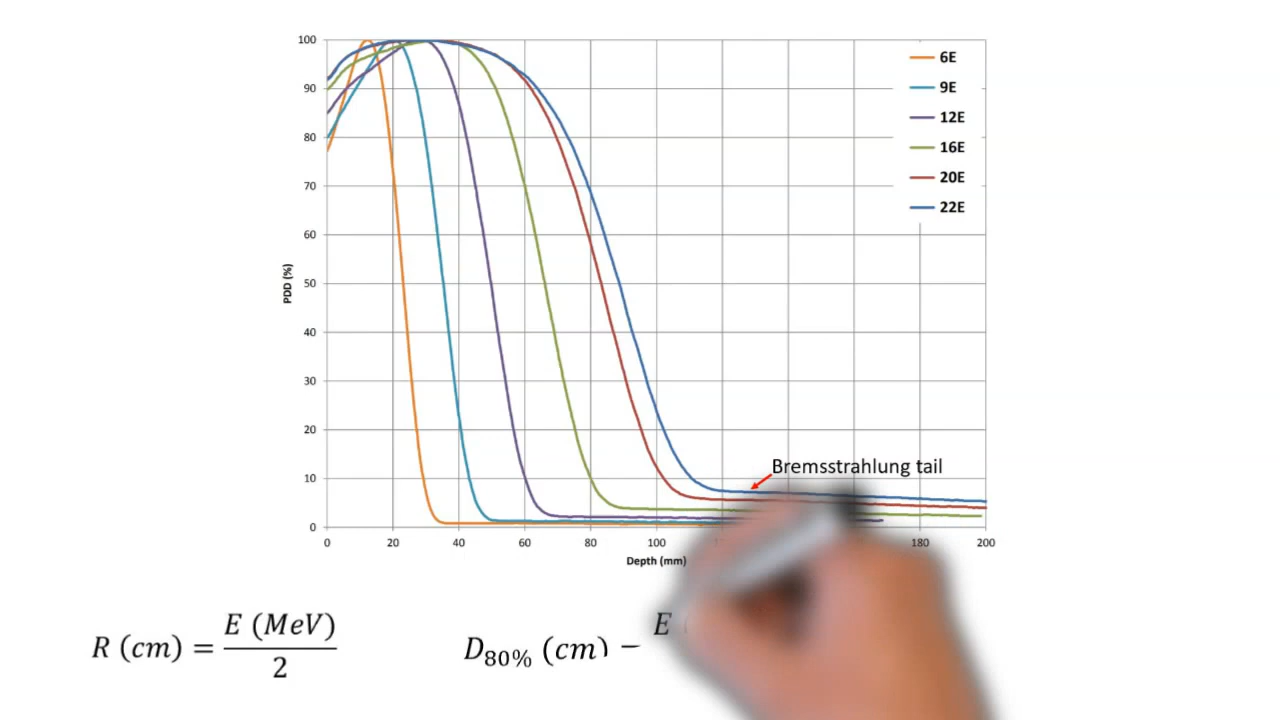 100
90
80
70
60
50
40
30
20
10
0
PDD (%)
6E
9E
12E
16E
20E
22E
Bremsstrahlung tail
0 20 40 60 80 100 180 200
Depth (mm)
R (cm) = E (MeV) / 2
D80% (cm) − E (